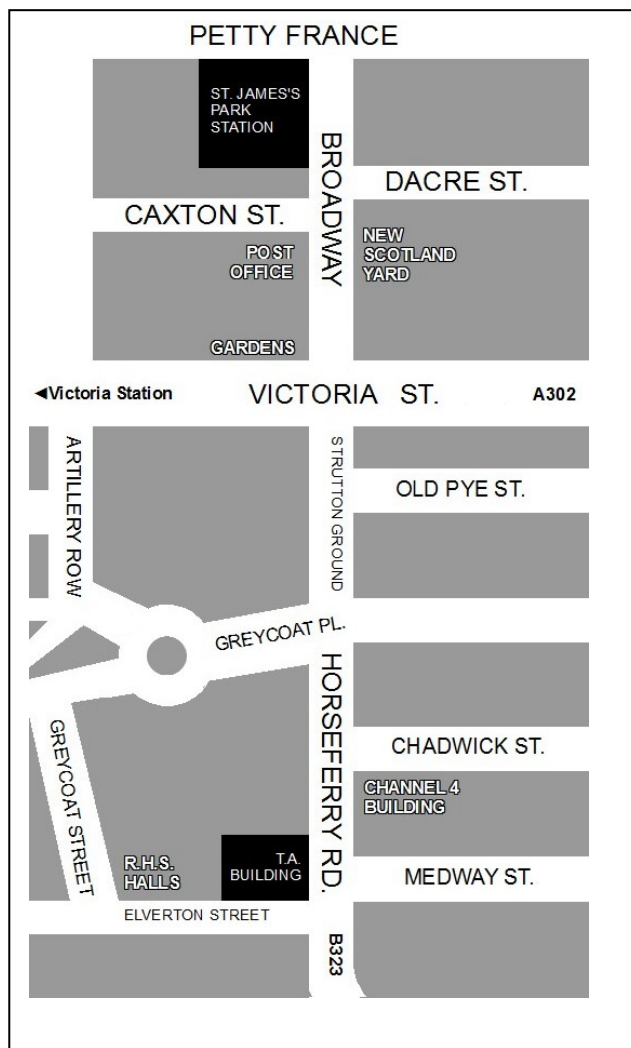 PETTY FRANCE
ST. JAMES'S
PARK
STATION
BROADWAY
DACRE ST.
CAXTON ST.
POST
OFFICE
NEW
SCOTLAND
YARD
GARDENS
◄Victoria Station
VICTORIA ST.
A302
ARTILLERY ROW
STRUTTON GROUND
OLD PYE ST.
GREYCOAT PL.
HORSEFERRY RD.
GREYCOAT STREET
CHADWICK ST.
CHANNEL 4
BUILDING
R.H.S.
HALLS
T.A.
BUILDING
MEDWAY ST.
ELVERTON STREET
B323